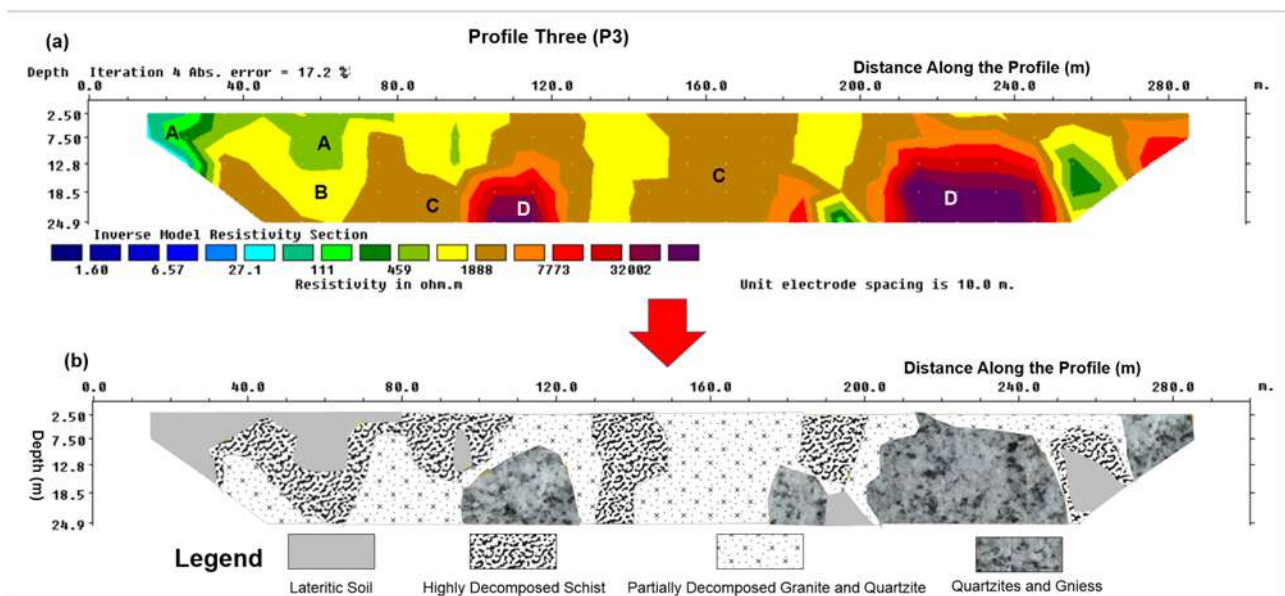 (a)
Profile Three (P3)
Depth Iteration 4 Abs. error = 17.2 %
Distance Along the Profile (m)
0.0 40.0 80.0 120.0 160.0 200.0 240.0 280.0 m.
2.50
7.50
12.8
18.5
24.9
A
A
B
C
D
C
D
Inverse Model Resistivity Section
1.60 6.57 27.1 111 459 1888 7773 32002
Resistivity in ohm.m
Unit electrode spacing is 10.0 m.
(b)
Distance Along the Profile (m)
0.0 40.0 80.0 120.0 160.0 200.0 240.0 280.0 m.
Depth (m)
2.50
7.50
12.8
18.5
24.9
Legend
Lateritic Soil
Highly Decomposed Schist
Partially Decomposed Granite and Quartzite
Quartzites and Gniess